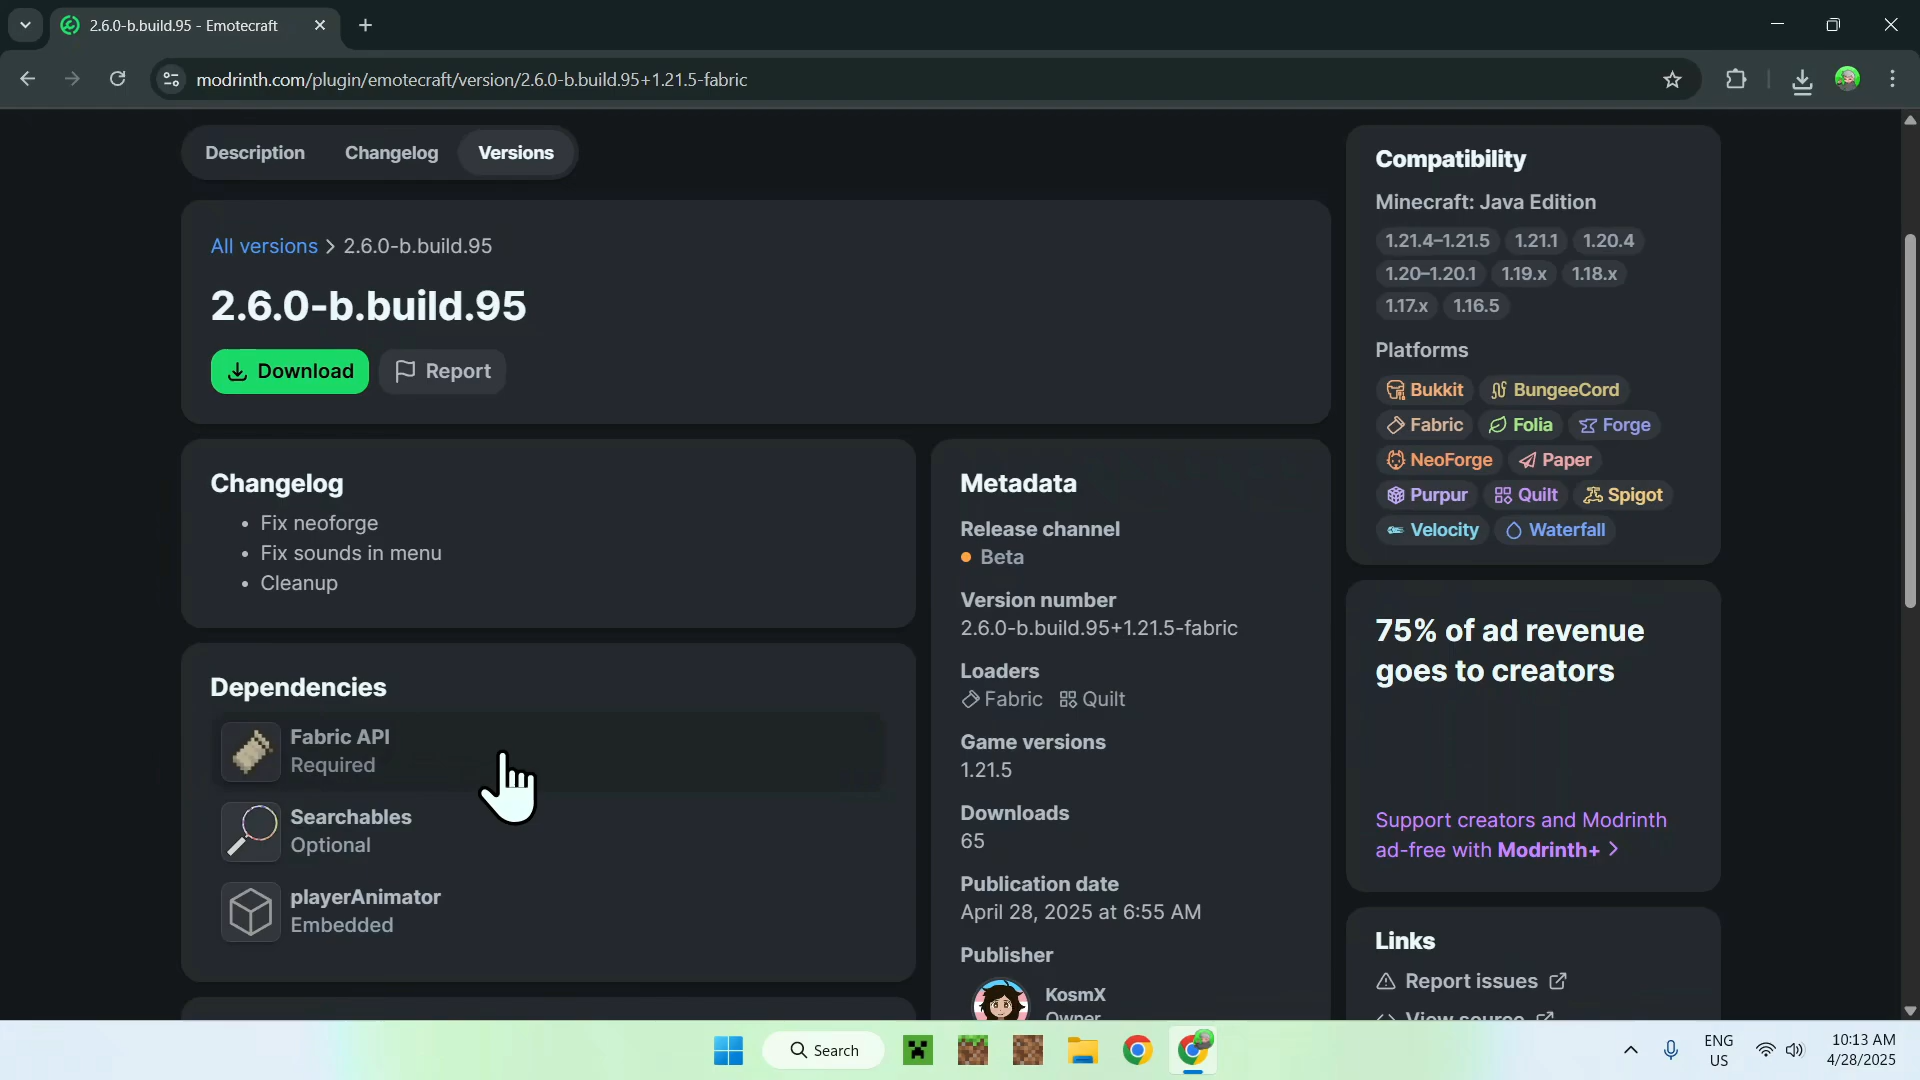 2.6.0-b.build.95 - Emotecraft
modrinth.com/plugin/emotecraft/version/2.6.0-b.build.95+1.21.5-fabric
Description
Changelog
Versions
All versions > 2.6.0-b.build.95
2.6.0-b.build.95
Download
Report
Changelog
• Fix neoforge
• Fix sounds in menu
• Cleanup
Dependencies
Fabric API
Required
Searchables
Optional
playerAnimator
Embedded
Metadata
Release channel
Beta
Version number
2.6.0-b.build.95+1.21.5-fabric
Loaders
Fabric Quilt
Game versions
1.21.5
Downloads
65
Publication date
April 28, 2025 at 6:55 AM
Publisher
KosmX
Owner
Compatibility
Minecraft: Java Edition
1.21.4–1.21.5 1.21.1 1.20.4
1.20–1.20.1 1.19.x 1.18.x
1.17.x 1.16.5
Platforms
Bukkit BungeeCord
Fabric Folia Forge
NeoForge Paper
Purpur Quilt Spigot
Velocity Waterfall
75% of ad revenue
goes to creators
Support creators and Modrinth
ad-free with Modrinth+ >
Links
Report issues
View source
Search
ENG
US
10:13 AM
4/28/2025